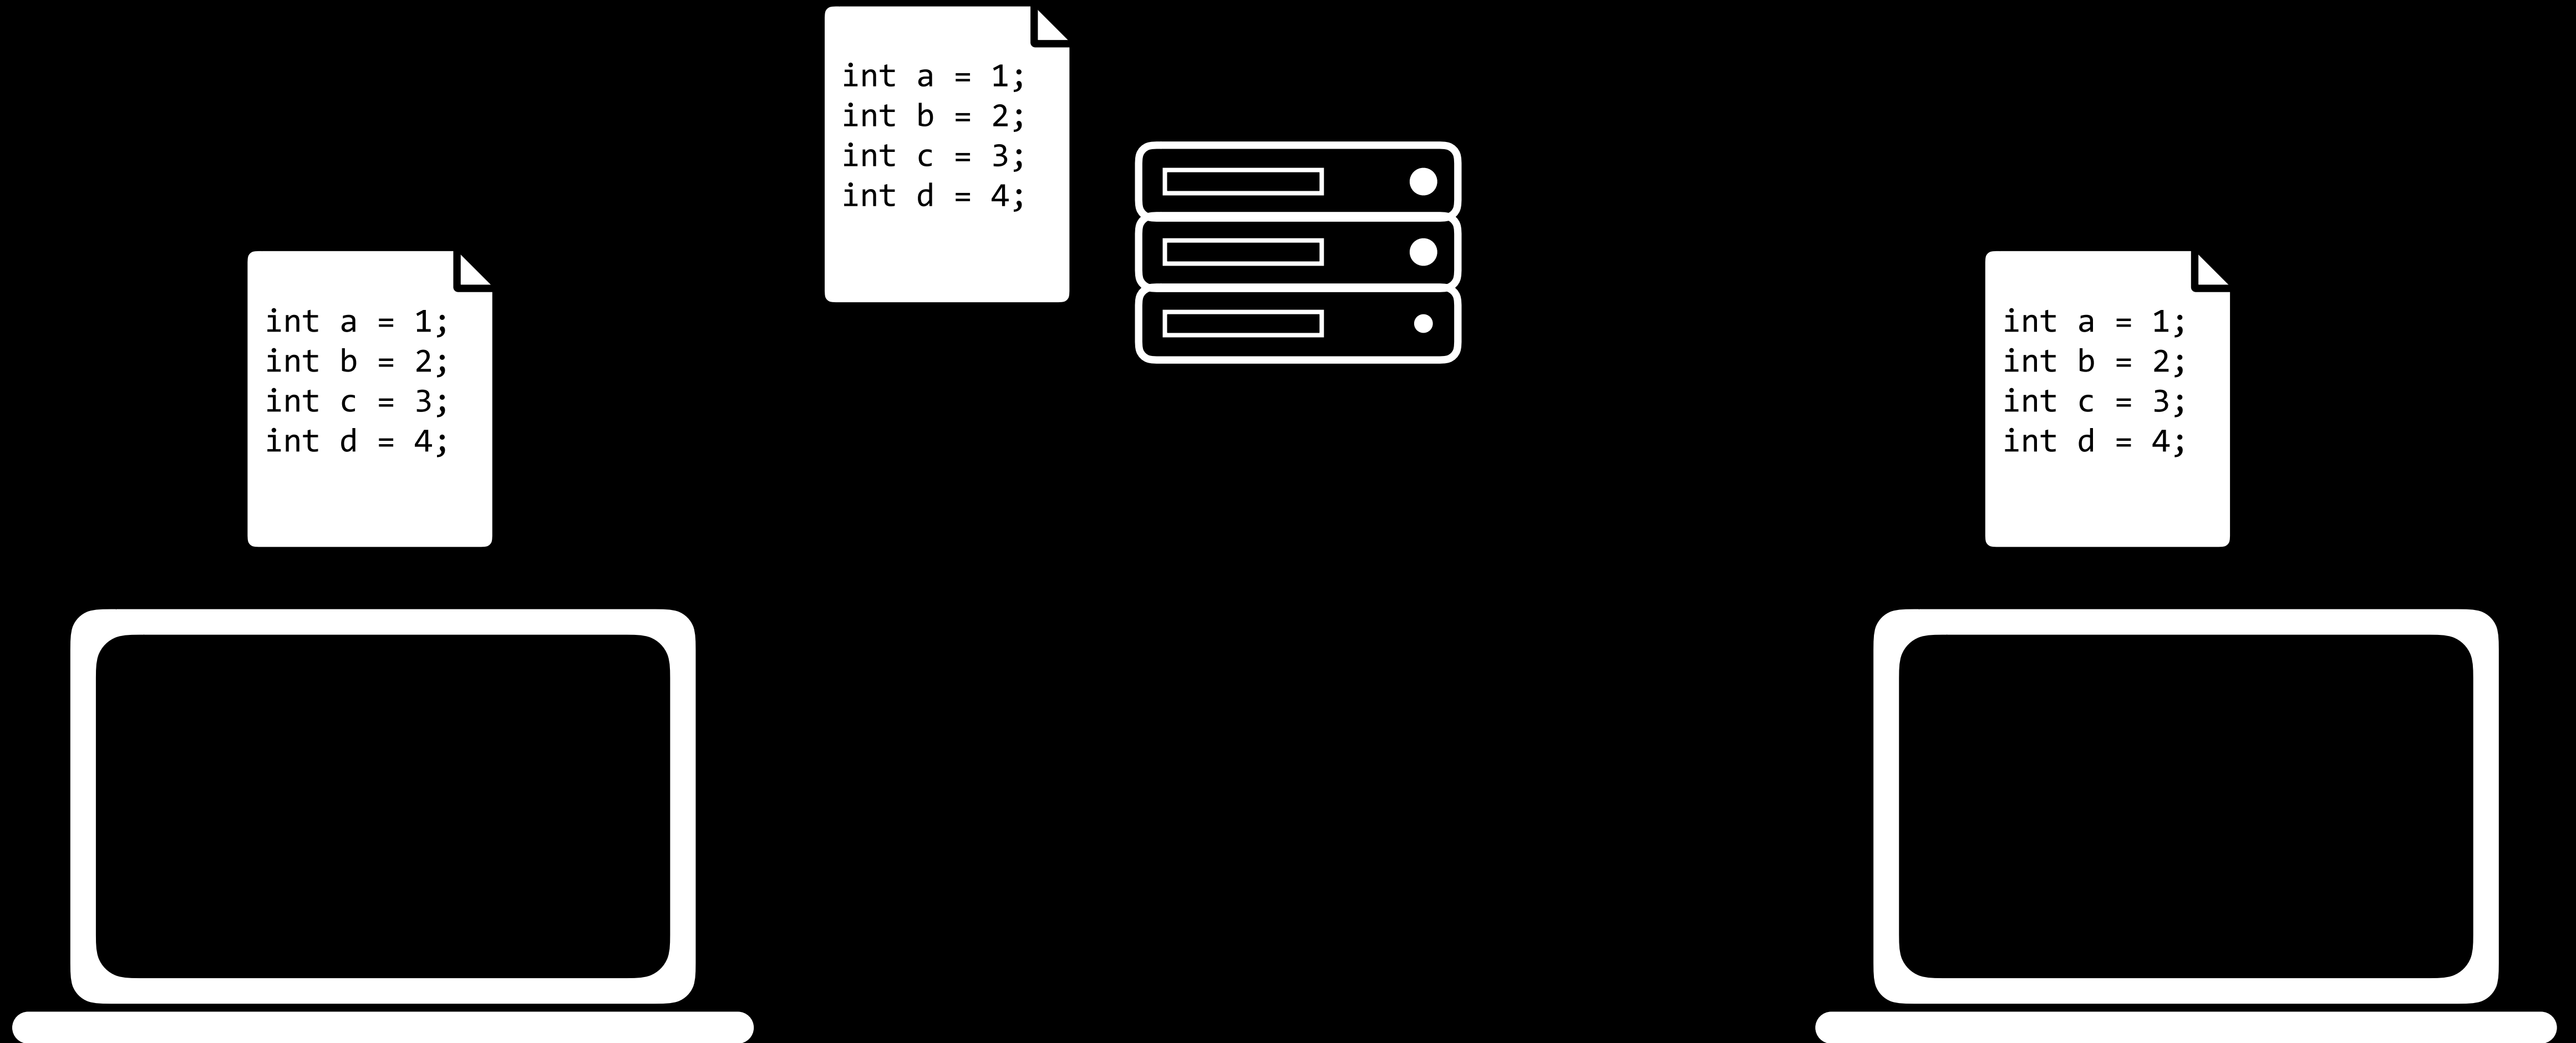 int a = 1;
int b = 2;
int c = 3;
int d = 4;
int a = 1;
int b = 2;
int c = 3;
int d = 4;
int a = 1;
int b = 2;
int c = 3;
int d = 4;